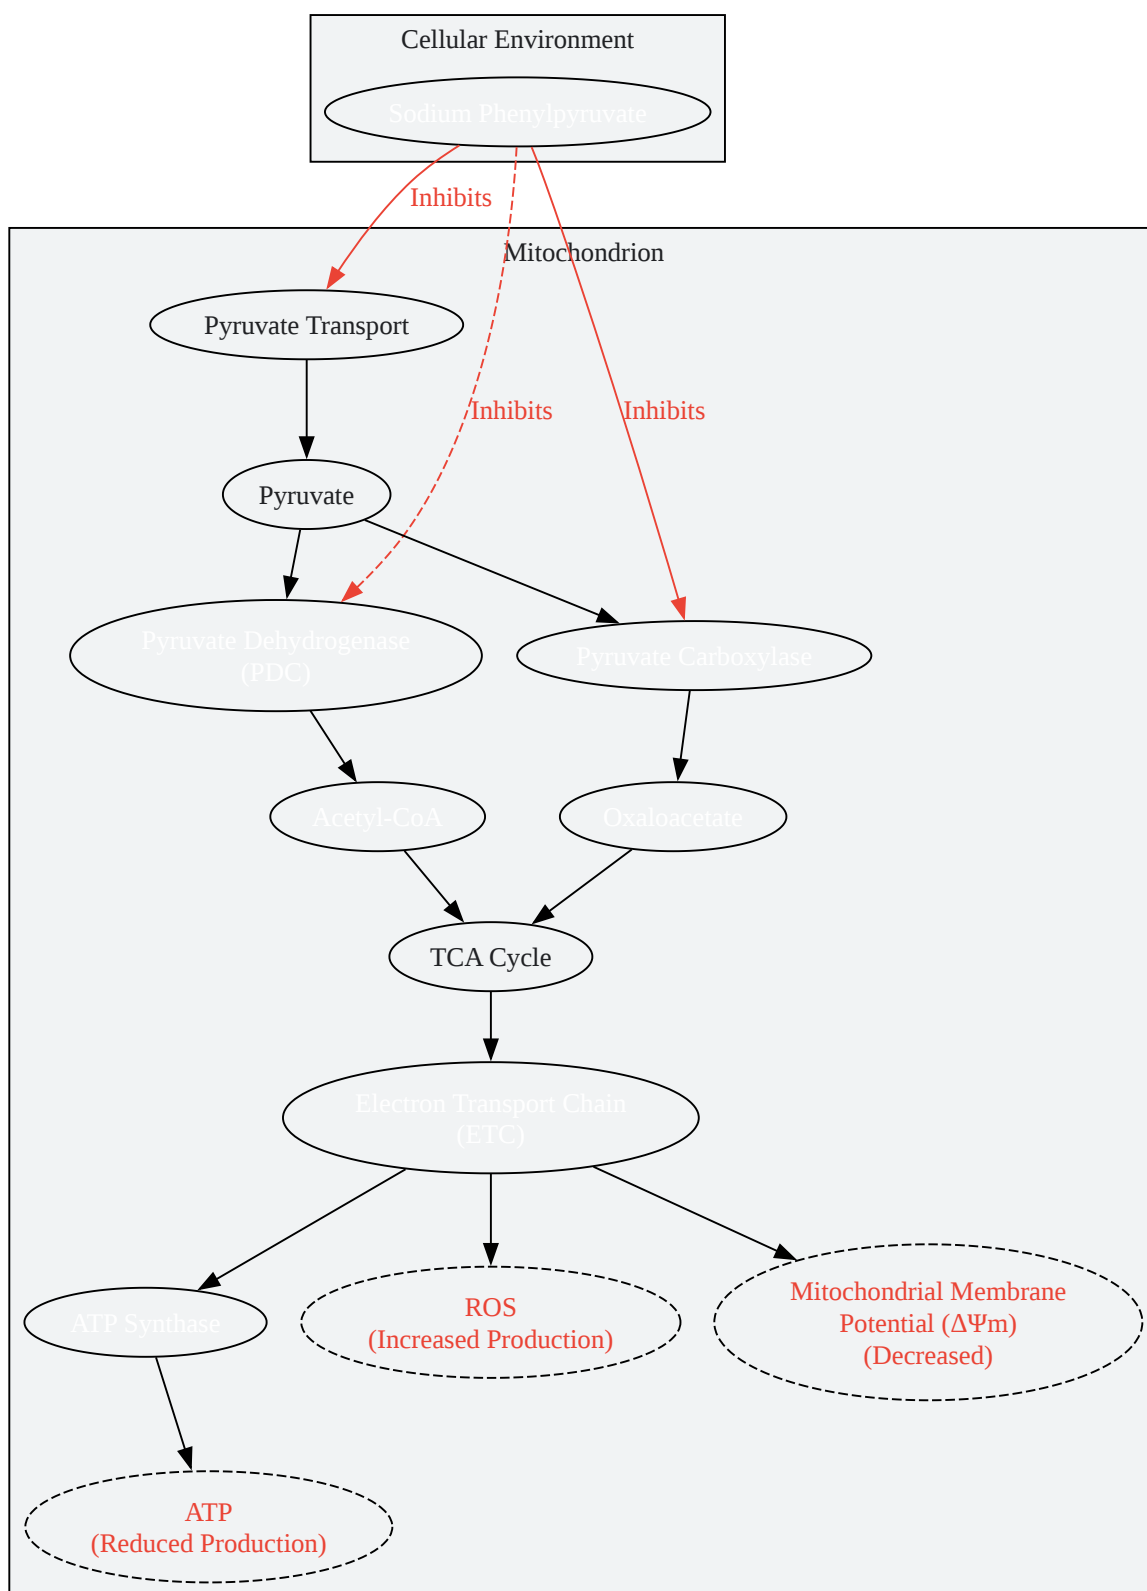 Cellular Environment
Sodium Phenylpyruvate
Inhibits
Mitochondrion
Pyruvate Transport
Inhibits
Inhibits
Pyruvate
Pyruvate Dehydrogenase
(PDC)
Pyruvate Carboxylase
Acetyl-CoA
Oxaloacetate
TCA Cycle
Electron Transport Chain
(ETC)
ATP Synthase
ROS
(Increased Production)
Mitochondrial Membrane
Potential (ΔΨm)
(Decreased)
ATP
(Reduced Production)